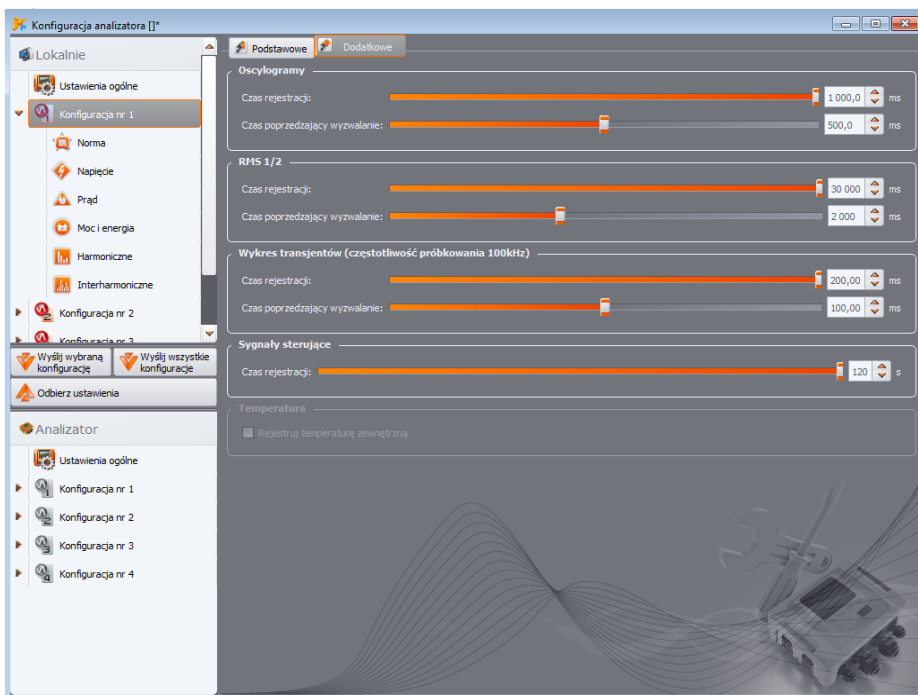 Konfiguracja analizatora []*
Lokalnie
Ustawienia ogólne
Konfiguracja nr 1
Norma
Napięcie
Prąd
Moc i energia
Harmoniczne
Interharmoniczne
Konfiguracja nr 2
Konfiguracja nr 3
Wyślij wybraną konfigurację
Wyślij wszystkie konfiguracje
Odbierz ustawienia
Analizator
Ustawienia ogólne
Konfiguracja nr 1
Konfiguracja nr 2
Konfiguracja nr 3
Konfiguracja nr 4
Podstawowe Dodatkowe
Oscylogramy
Czas rejestracji: 1 000,0 ms
Czas poprzedzający wyzwalanie: 500,0 ms
RMS 1/2
Czas rejestracji: 30 000 ms
Czas poprzedzający wyzwalanie: 2 000 ms
Wykres transjentów (częstotliwość próbkowania 100kHz)
Czas rejestracji: 200,00 ms
Czas poprzedzający wyzwalanie: 100,00 ms
Sygnały sterujące
Czas rejestracji: 120 s
Temperatura
Rejestruj temperaturę zewnętrzną